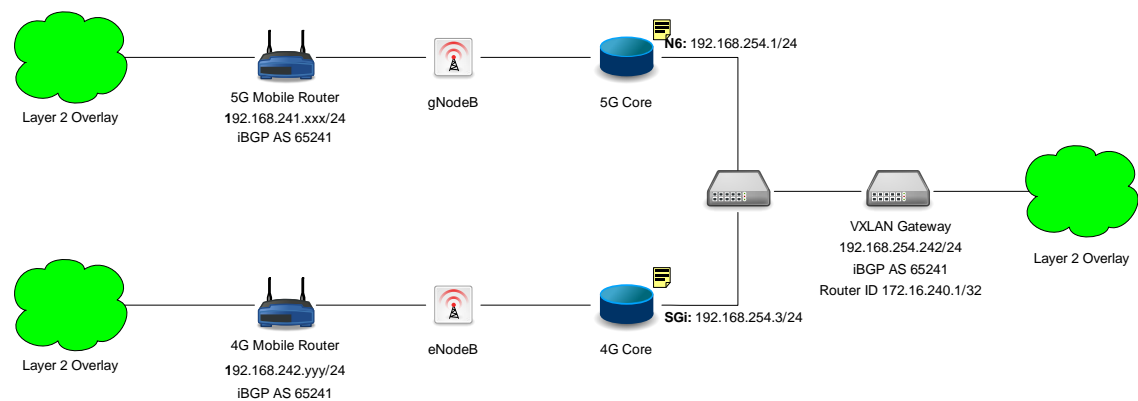 N6: 192.168.254.1/24
Layer 2 Overlay
5G Mobile Router
192.168.241.xxx/24
iBGP AS 65241
gNodeB
5G Core
VXLAN Gateway
192.168.254.242/24
iBGP AS 65241
Router ID 172.16.240.1/32
Layer 2 Overlay
SGi: 192.168.254.3/24
Layer 2 Overlay
4G Mobile Router
192.168.242.yyy/24
iBGP AS 65241
eNodeB
4G Core